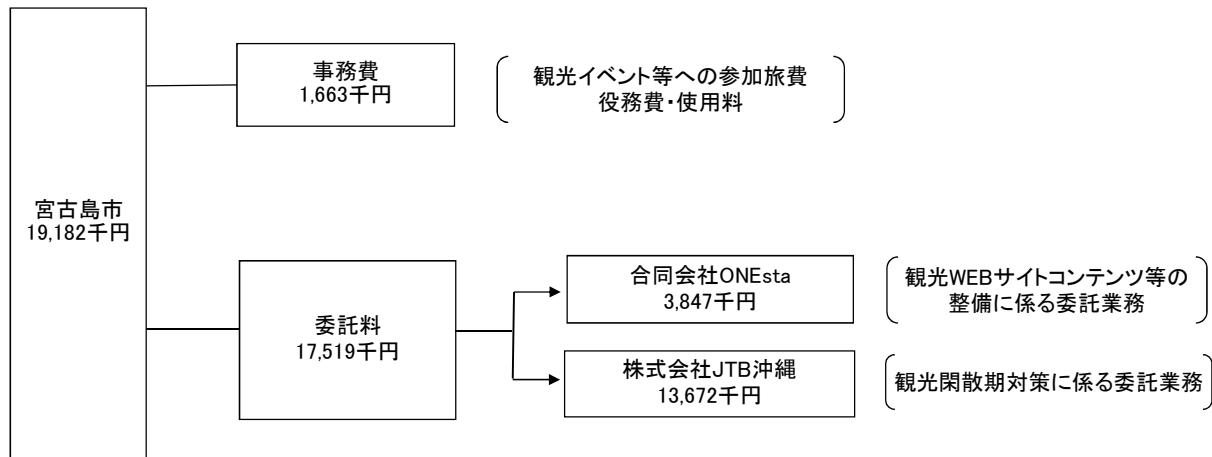 宮古島市
19,182千円
事務費
1,663千円
観光イベント等への参加旅費
役務費・使用料
委託料
17,519千円
合同会社ONEsta
3,847千円
観光WEBサイトコンテンツ等の
整備に係る委託業務
株式会社JTB沖縄
13,672千円
観光閑散期対策に係る委託業務